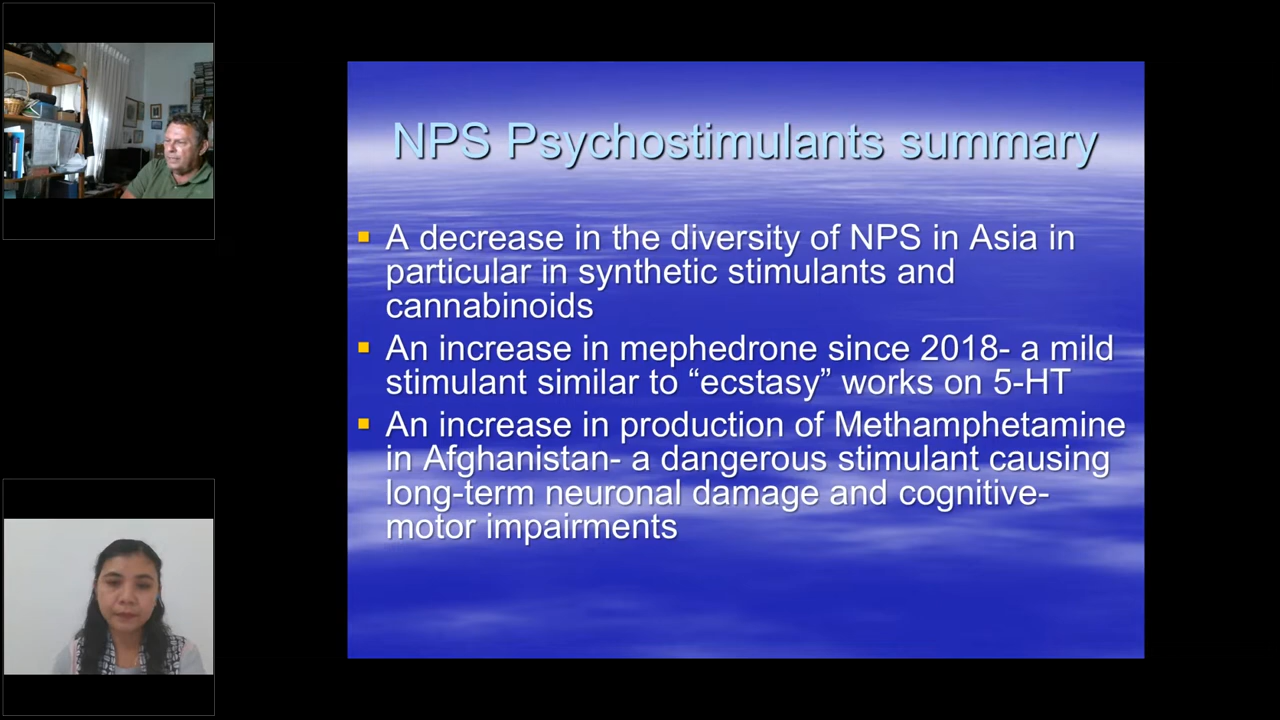 NPS Psychostimulants summary
A decrease in the diversity of NPS in Asia in
particular in synthetic stimulants and
cannabinoids
An increase in mephedrone since 2018- a mild
stimulant similar to “ecstasy” works on 5-HT
An increase in production of Methamphetamine
in Afghanistan- a dangerous stimulant causing
long-term neuronal damage and cognitive-
motor impairments